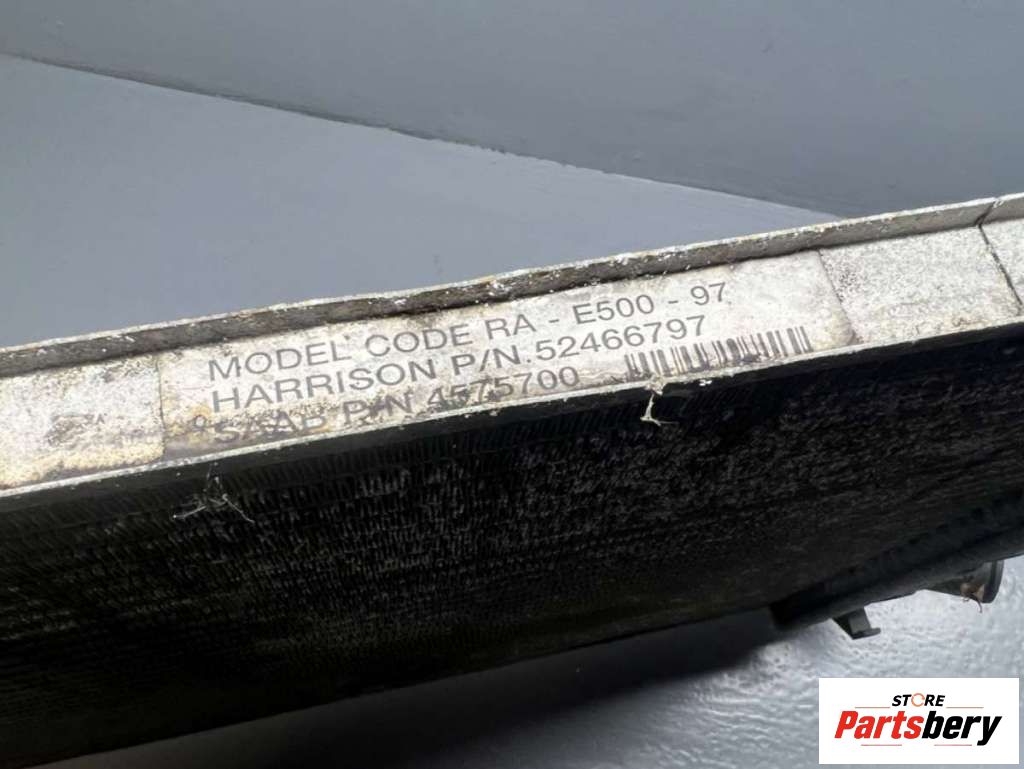 MODEL CODE RA - E500 - 97
HARRISON P/N.52466797
SAAB P/N 4575700
STORE
Partsbery